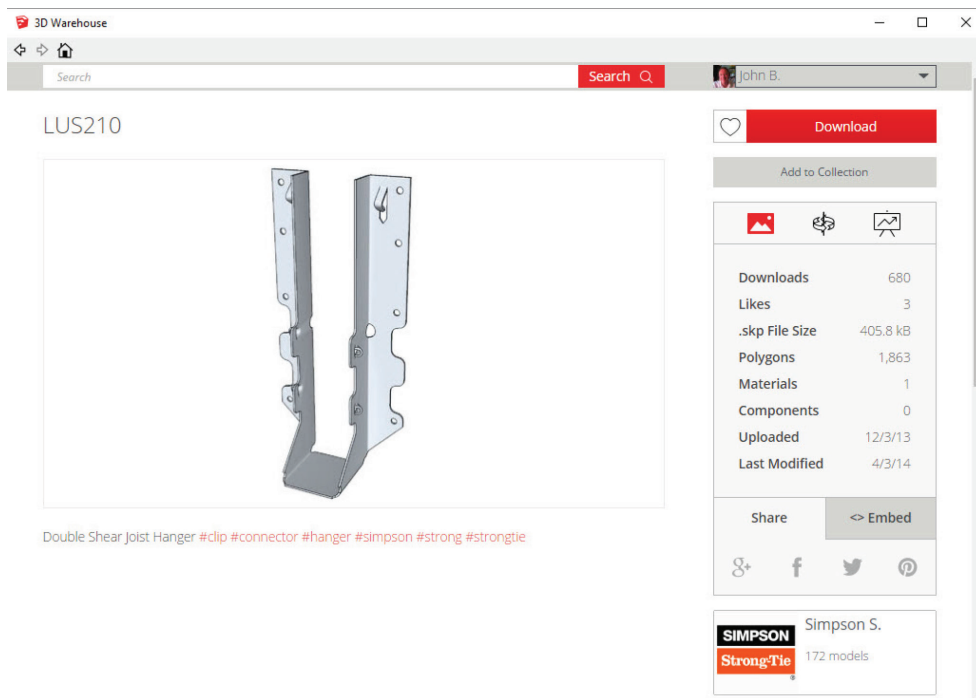 3D Warehouse
Search
Search
John B.
LUS210
Download
Add to Collection
Downloads 680
Likes 3
.skp File Size 405.8 kB
Polygons 1,863
Materials 1
Components 0
Uploaded 12/3/13
Last Modified 4/3/14
Share
<> Embed
Double Shear Joist Hanger #clip #connector #hanger #simpson #strong #strongtie
8+ f
SIMPSON
Strong-Tie
®
Simpson S.
172 models